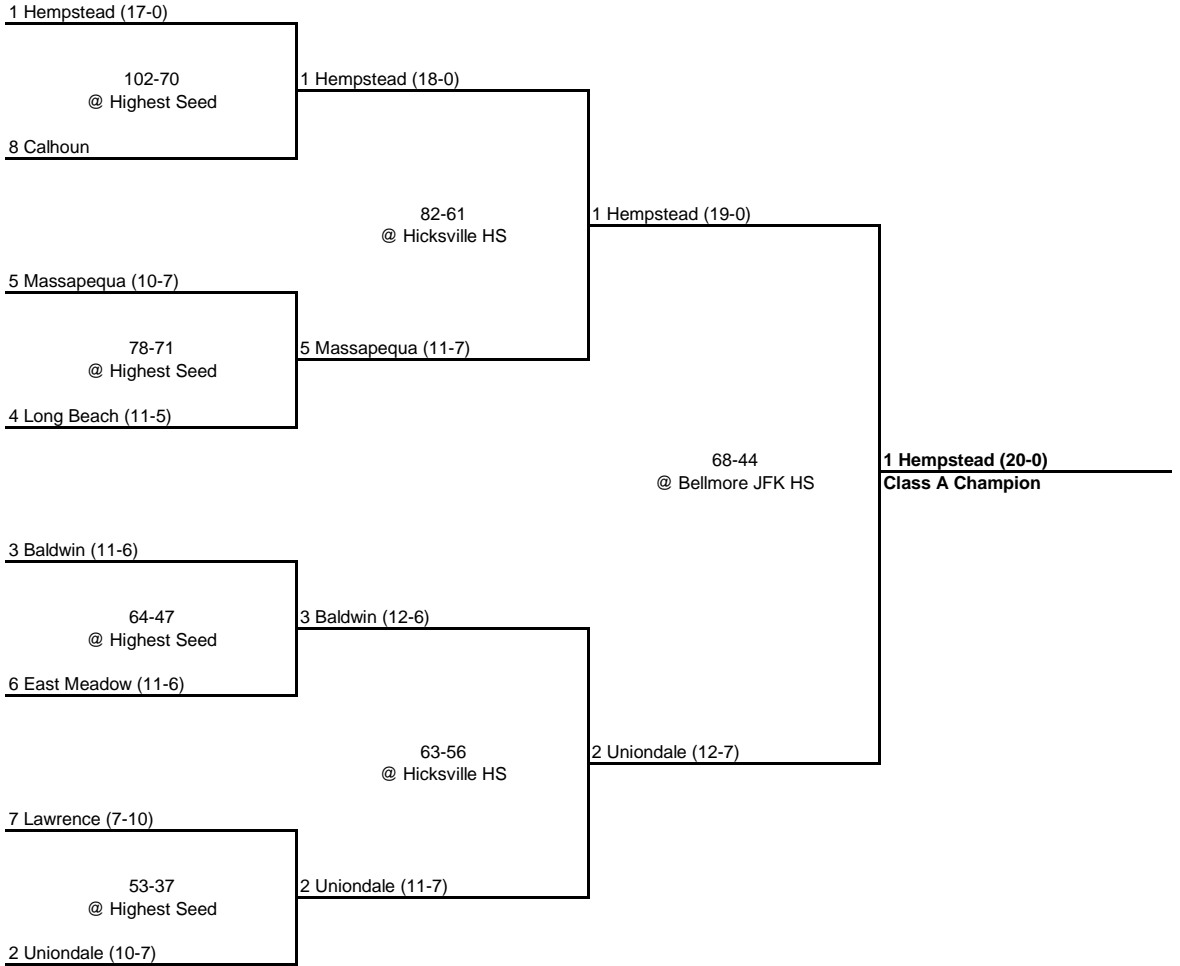 1 Hempstead (17-0)
102-70
@ Highest Seed
1 Hempstead (18-0)
8 Calhoun
82-61
@ Hicksville HS
1 Hempstead (19-0)
5 Massapequa (10-7)
78-71
@ Highest Seed
5 Massapequa (11-7)
4 Long Beach (11-5)
68-44
@ Bellmore JFK HS
1 Hempstead (20-0)
Class A Champion
3 Baldwin (11-6)
64-47
@ Highest Seed
3 Baldwin (12-6)
6 East Meadow (11-6)
63-56
@ Hicksville HS
2 Uniondale (12-7)
7 Lawrence (7-10)
53-37
@ Highest Seed
2 Uniondale (11-7)
2 Uniondale (10-7)